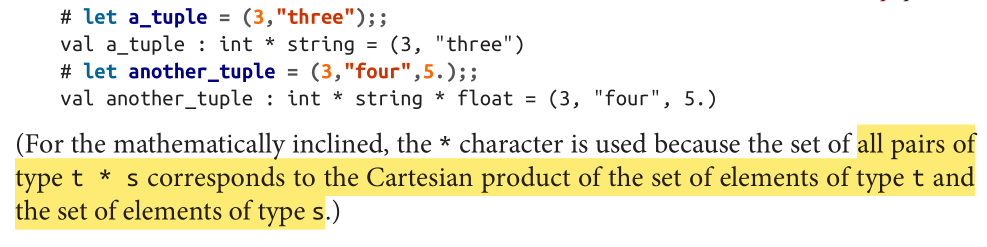 # let a_tuple = (3,"three");;
val a_tuple : int * string = (3, "three")
# let another_tuple = (3,"four",5.);;
val another_tuple : int * string * float = (3, "four", 5.)
(For the mathematically inclined, the * character is used because the set of all pairs of
type t * s corresponds to the Cartesian product of the set of elements of type t and
the set of elements of type s.)